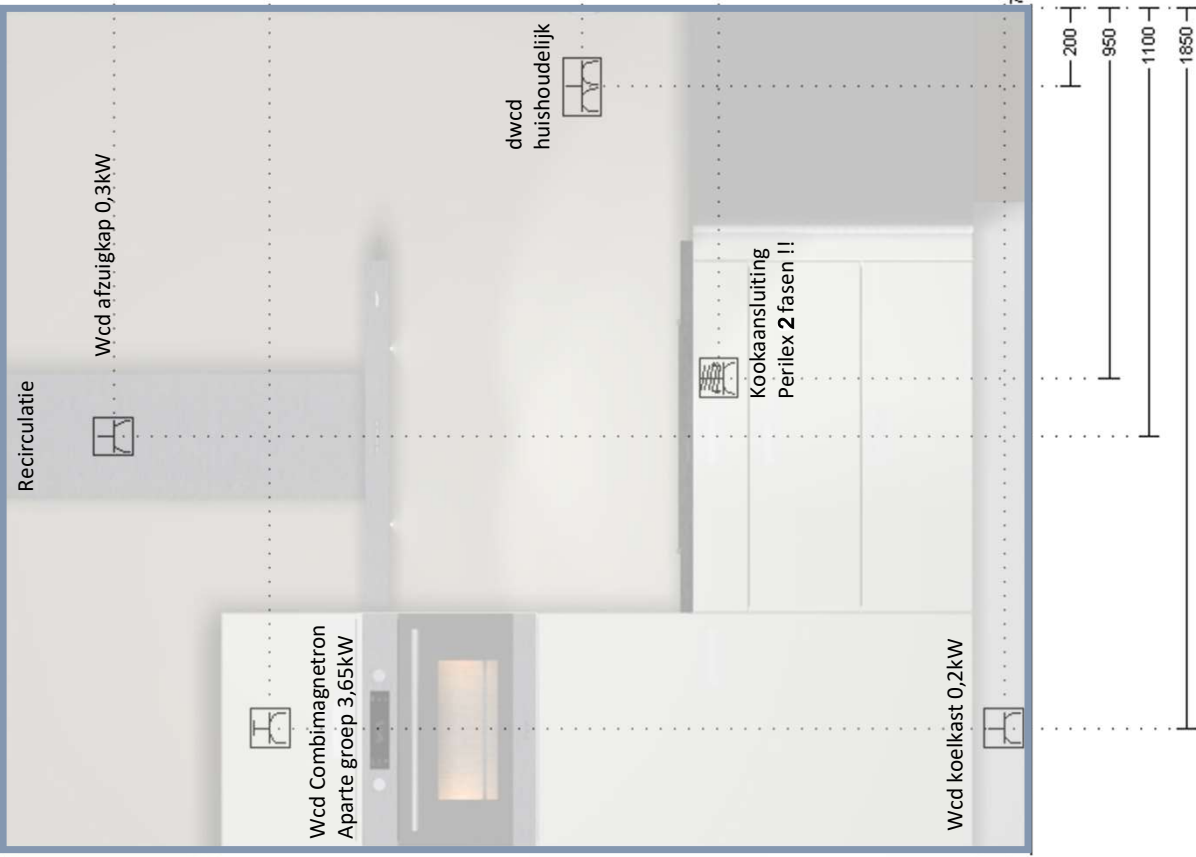 Recirculatie
Wcd afzuigkap 0,3kW
Wcd Combimagnetron
Aparte groep 3,65kW
dwcd
huishoudelijk
Kookaansluiting
Perilex 2 fasen !!
Wcd koelkast 0,2kW
200
950
1100
1850